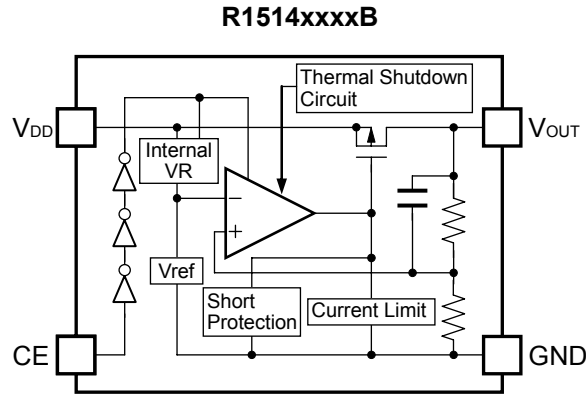 R1514xxxxB
Thermal Shutdown
Circuit
VDD
VOUT
Internal
VR
−
+
Vref
Short
Protection
Current Limit
CE
GND